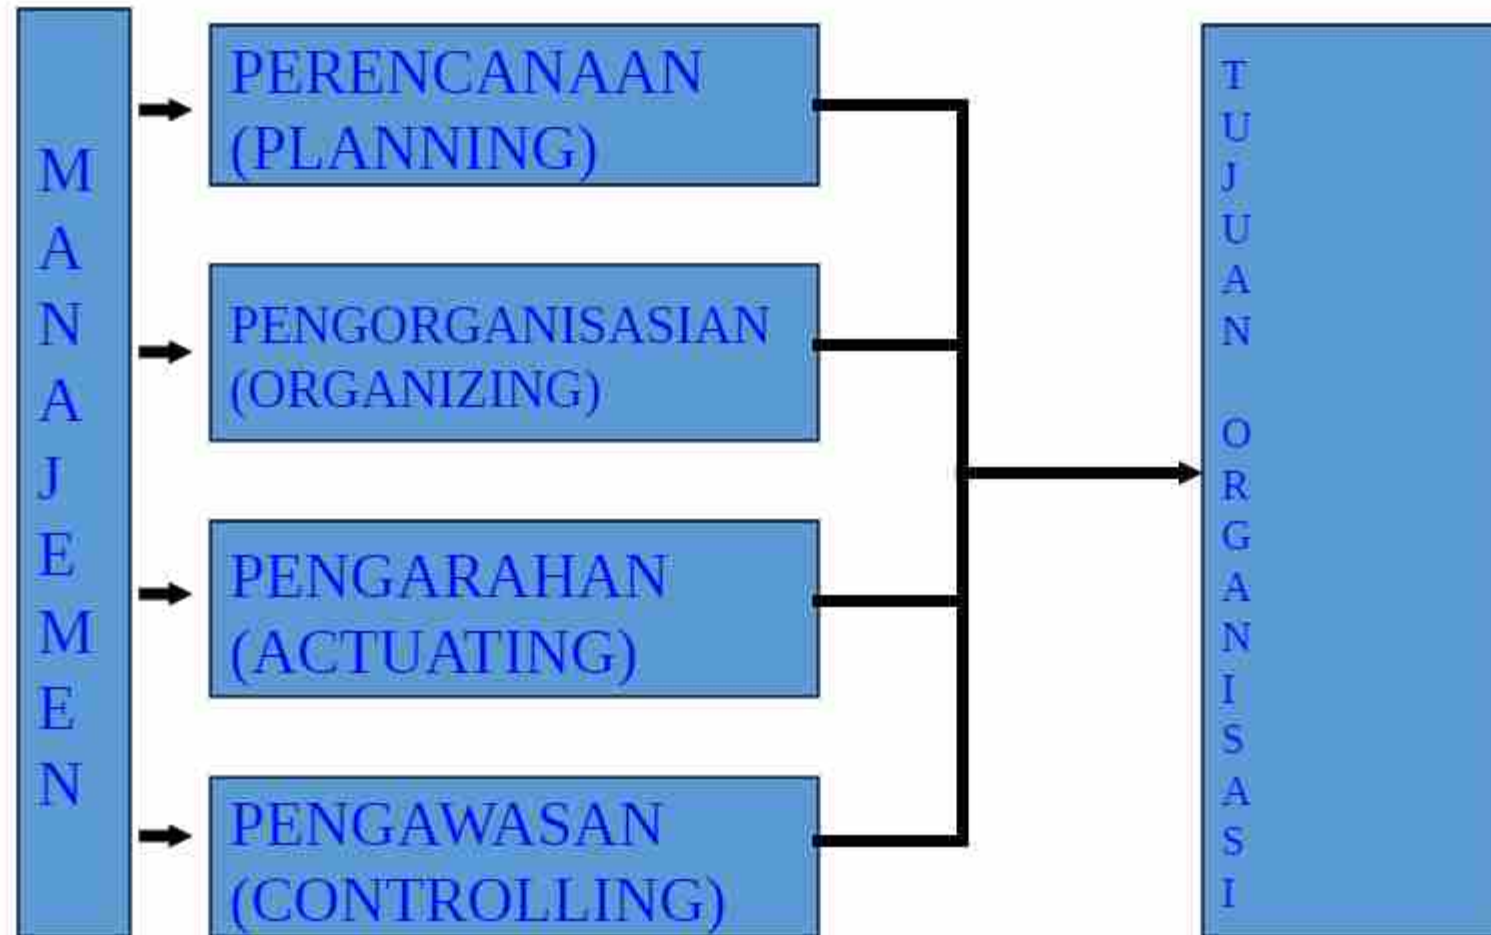 MANAJEMEN
PERENCANAAN
(PLANNING)
PENGORGANISASIAN
(ORGANIZING)
PENGARAHAN
(ACTUATING)
PENGAWASAN
(CONTROLLING)
TUJUAN ORGANISASI